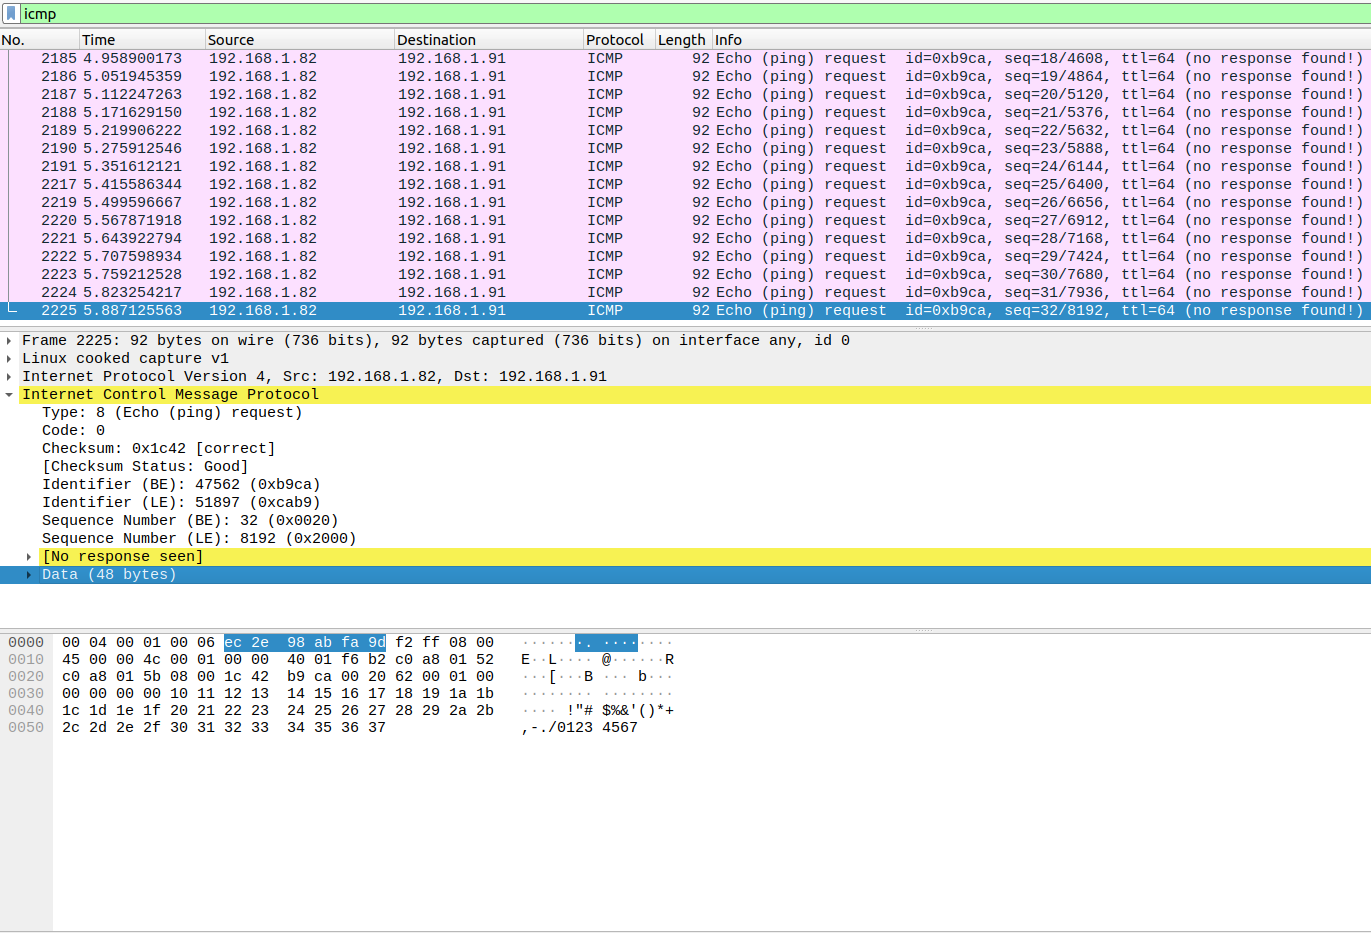 icmp
No. Time Source Destination Protocol Length Info
2185 4.958900173 192.168.1.82 192.168.1.91 ICMP 92 Echo (ping) request id=0xb9ca, seq=18/4608, ttl=64 (no response found!)
2186 5.051945359 192.168.1.82 192.168.1.91 ICMP 92 Echo (ping) request id=0xb9ca, seq=19/4864, ttl=64 (no response found!)
2187 5.112247263 192.168.1.82 192.168.1.91 ICMP 92 Echo (ping) request id=0xb9ca, seq=20/5120, ttl=64 (no response found!)
2188 5.171629150 192.168.1.82 192.168.1.91 ICMP 92 Echo (ping) request id=0xb9ca, seq=21/5376, ttl=64 (no response found!)
2189 5.219906222 192.168.1.82 192.168.1.91 ICMP 92 Echo (ping) request id=0xb9ca, seq=22/5632, ttl=64 (no response found!)
2190 5.275912546 192.168.1.82 192.168.1.91 ICMP 92 Echo (ping) request id=0xb9ca, seq=23/5888, ttl=64 (no response found!)
2191 5.351612121 192.168.1.82 192.168.1.91 ICMP 92 Echo (ping) request id=0xb9ca, seq=24/6144, ttl=64 (no response found!)
2217 5.415586344 192.168.1.82 192.168.1.91 ICMP 92 Echo (ping) request id=0xb9ca, seq=25/6400, ttl=64 (no response found!)
2219 5.499596667 192.168.1.82 192.168.1.91 ICMP 92 Echo (ping) request id=0xb9ca, seq=26/6656, ttl=64 (no response found!)
2220 5.567871918 192.168.1.82 192.168.1.91 ICMP 92 Echo (ping) request id=0xb9ca, seq=27/6912, ttl=64 (no response found!)
2221 5.643922794 192.168.1.82 192.168.1.91 ICMP 92 Echo (ping) request id=0xb9ca, seq=28/7168, ttl=64 (no response found!)
2222 5.707598934 192.168.1.82 192.168.1.91 ICMP 92 Echo (ping) request id=0xb9ca, seq=29/7424, ttl=64 (no response found!)
2223 5.759212528 192.168.1.82 192.168.1.91 ICMP 92 Echo (ping) request id=0xb9ca, seq=30/7680, ttl=64 (no response found!)
2224 5.823254217 192.168.1.82 192.168.1.91 ICMP 92 Echo (ping) request id=0xb9ca, seq=31/7936, ttl=64 (no response found!)
2225 5.887125563 192.168.1.82 192.168.1.91 ICMP 92 Echo (ping) request id=0xb9ca, seq=32/8192, ttl=64 (no response found!)
Frame 2225: 92 bytes on wire (736 bits), 92 bytes captured (736 bits) on interface any, id 0
Linux cooked capture v1
Internet Protocol Version 4, Src: 192.168.1.82, Dst: 192.168.1.91
Internet Control Message Protocol
Type: 8 (Echo (ping) request)
Code: 0
Checksum: 0x1c42 [correct]
[Checksum Status: Good]
Identifier (BE): 47562 (0xb9ca)
Identifier (LE): 51897 (0xcab9)
Sequence Number (BE): 32 (0x0020)
Sequence Number (LE): 8192 (0x2000)
[No response seen]
Data (48 bytes)
0000 00 04 00 01 00 06 ec 2e 98 ab fa 9d f2 ff 08 00 ·······. ········
0010 45 00 00 4c 00 01 00 00 40 01 f6 b2 c0 a8 01 52 E··L···· @······R
0020 c0 a8 01 5b 08 00 1c 42 b9 ca 00 20 62 00 01 00 ···[···B ··· b···
0030 00 00 00 00 10 11 12 13 14 15 16 17 18 19 1a 1b ········ ········
0040 1c 1d 1e 1f 20 21 22 23 24 25 26 27 28 29 2a 2b ···· !"# $%&'()*+
0050 2c 2d 2e 2f 30 31 32 33 34 35 36 37 ,-./0123 4567